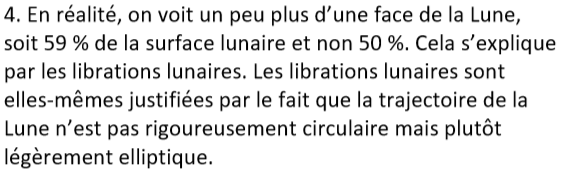 4. En réalité, on voit un peu plus d’une face de la Lune,
soit 59 % de la surface lunaire et non 50 %. Cela s’explique
par les librations lunaires. Les librations lunaires sont
elles-mêmes justifiées par le fait que la trajectoire de la
Lune n’est pas rigoureusement circulaire mais plutôt
légèrement elliptique.